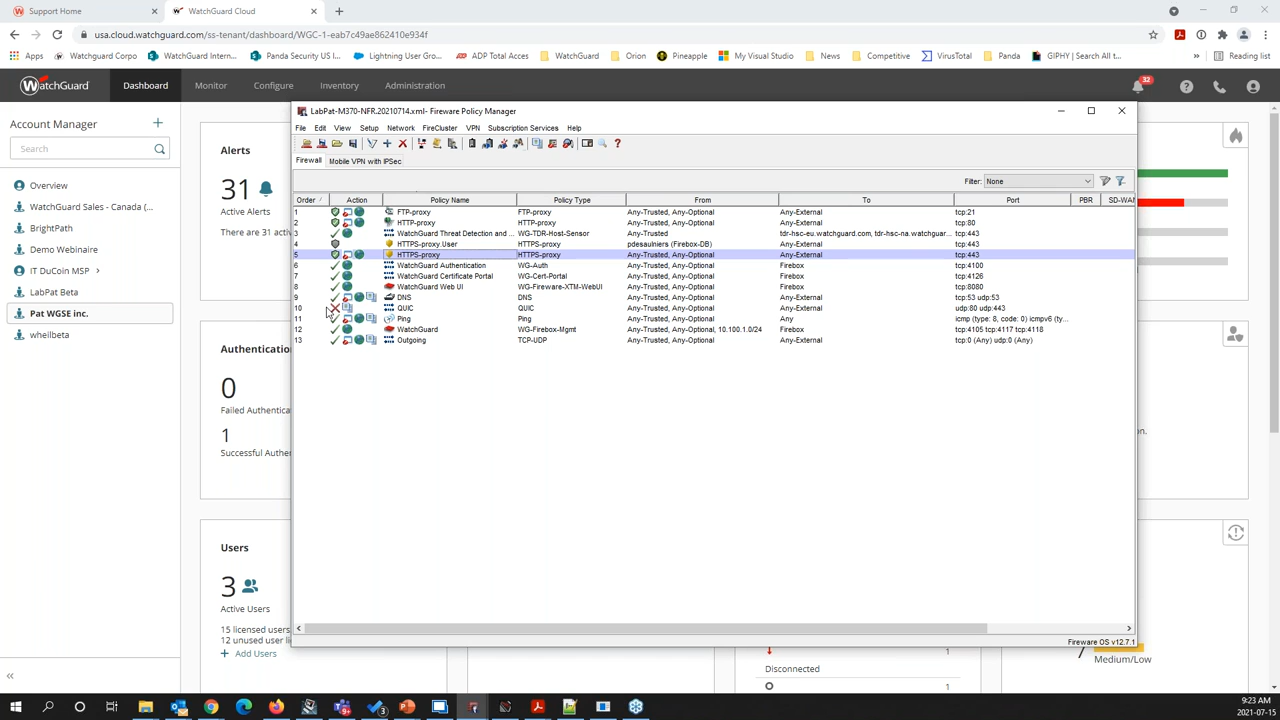 Support Home
WatchGuard Cloud
usa.cloud.watchguard.com/ss-tenant/dashboard/WGC-1-eab7c49ae862410e934f
Apps
Watchguard Corpo
WatchGuard Intern...
Panda Security US I...
Lightning User Gro...
ADP Total Acces
WatchGuard
Orion
Pineapple
My Visual Studio
News
Competitive
VirusTotal
Panda
GIPHY | Search All t...
Reading list
WatchGuard
Dashboard
Monitor
Configure
Inventory
Administration
32
Account Manager
Search
Overview
WatchGuard Sales - Canada (...
BrightPath
Demo Webinaire
IT DuCoin MSP
LabPat Beta
Pat WGSE inc.
wheilbeta
Alerts
31
Active Alerts
There are 31 active
Authentication
0
Failed Authentica
1
Successful Authe
Users
3
Active Users
15 licensed users
12 unused user li
Add Users
LabPat-M370-NFR.20210714.xml- Fireware Policy Manager
File Edit View Setup Network FireCluster VPN Subscription Services Help
Firewall Mobile VPN with IPSec
Filter: None
Order Action Policy Name Policy Type From To Port PBR SD-WAN
1 FTP-proxy FTP-proxy Any-Trusted, Any-Optional Any-External tcp:21
2 HTTP-proxy HTTP-proxy Any-Trusted, Any-Optional Any-External tcp:80
3 WatchGuard Threat Detection and ... WG-TDR-Host-Sensor Any-Trusted tdr-hsc-eu.watchguard.com, tdr-hsc-na.watchguar... tcp:443
4 HTTPS-proxy.User HTTPS-proxy pdesaulniers (Firebox-DB) Any-External tcp:443
5 HTTPS-proxy HTTPS-proxy Any-Trusted, Any-Optional Any-External tcp:443
6 WatchGuard Authentication WG-Auth Any-Trusted, Any-Optional Firebox tcp:4100
7 WatchGuard Certificate Portal WG-Cert-Portal Any-Trusted, Any-Optional Firebox tcp:4126
8 WatchGuard Web UI WG-Fireware-XTM-WebUI Any-Trusted, Any-Optional Firebox tcp:8080
9 DNS DNS Any-Trusted, Any-Optional Any-External tcp:53 udp:53
10 QUIC QUIC Any-Trusted, Any-Optional Any-External udp:80 udp:443
11 Ping Ping Any-Trusted, Any-Optional Any icmp (type: 8, code: 0) icmpv6 (ty...
12 WatchGuard WG-Firebox-Mgmt Any-Trusted, Any-Optional, 10.100.1.0/24 Firebox tcp:4105 tcp:4117 tcp:4118
13 Outgoing TCP-UDP Any-Trusted, Any-Optional Any-External tcp:0 (Any) udp:0 (Any)
Fireware OS v12.7.1
on.
1
Disconnected
1
7
Medium/Low
9:23 AM
2021-07-15